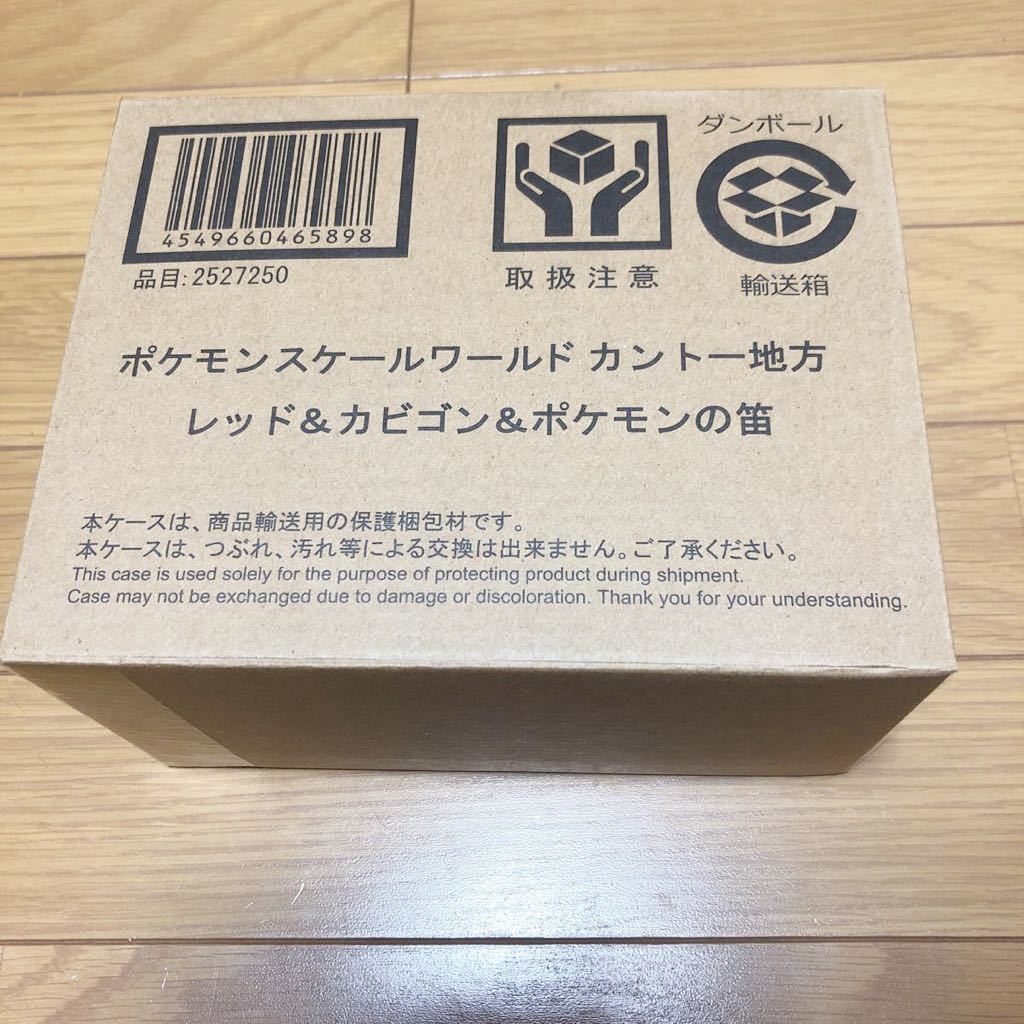 4549660465898
品目:2527250
取扱注意
ダンボール
輸送箱
ポケモンスケールワールド カントー地方
レッド&カビゴン&ポケモンの笛
本ケースは、商品輸送用の保護梱包材です。
本ケースは、つぶれ、汚れ等による交換は出来ません。ご了承ください。
This case is used solely for the purpose of protecting product during shipment.
Case may not be exchanged due to damage or discoloration. Thank you for your understanding.